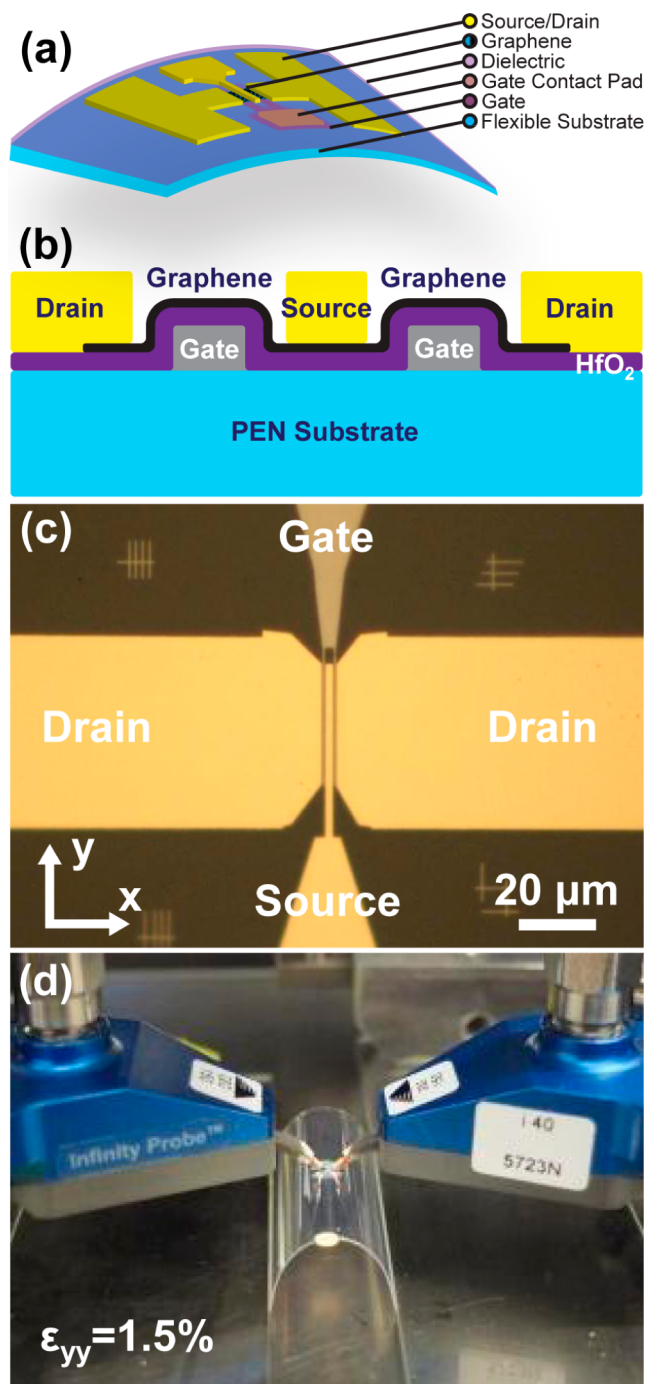 (a)
Source/Drain
Graphene
Dielectric
Gate Contact Pad
Gate
Flexible Substrate
(b)
Graphene Graphene
Drain Source Drain
Gate Gate
HfO₂
PEN Substrate
(c)
Gate
Drain Drain
y
x
Source 20 μm
(d)
Infinity Probe™
i 40
5723N
εyy=1.5%